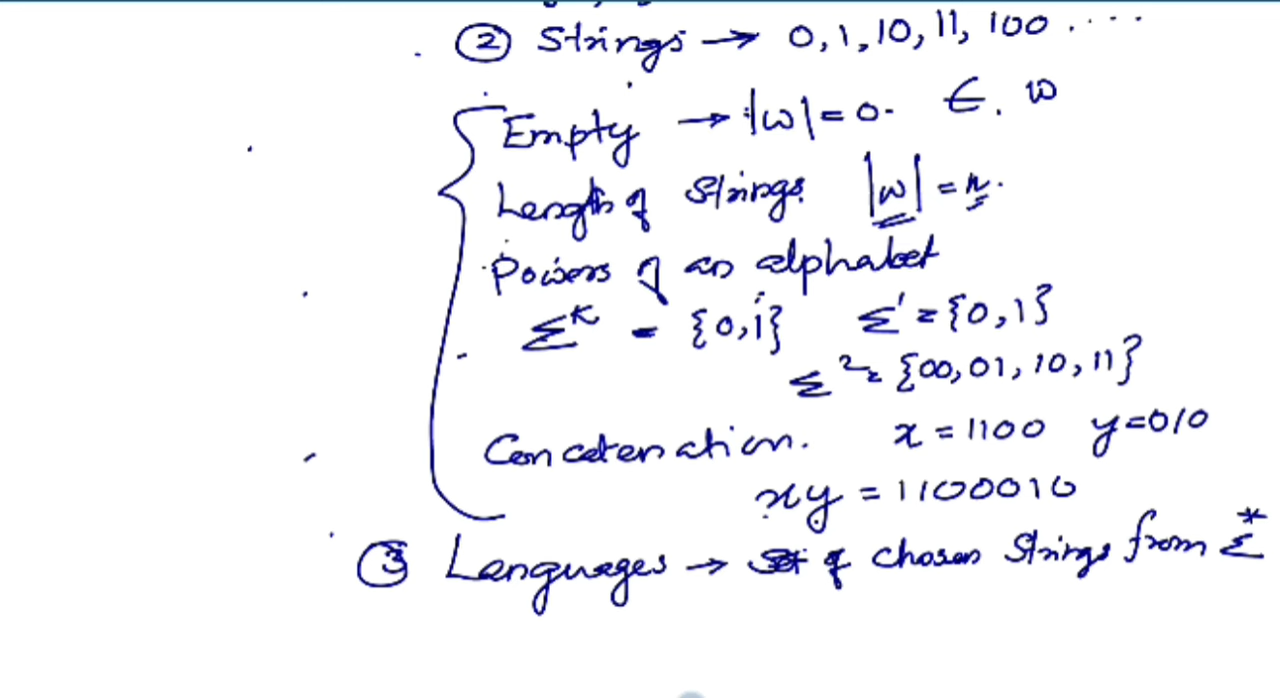 ② Strings → 0, 1, 10, 11, 100 . . . .
Empty → |w| = 0. ∈. w
Length of Strings. |w| = n.
Powers of an alphabet
Σᴷ = {0, 1} Σ¹ = {0, 1}
Σ² = {00, 01, 10, 11}
Concatenation. x = 1100 y = 010
xy = 1100010
③ Languages → Set of chosen Strings from Σ*